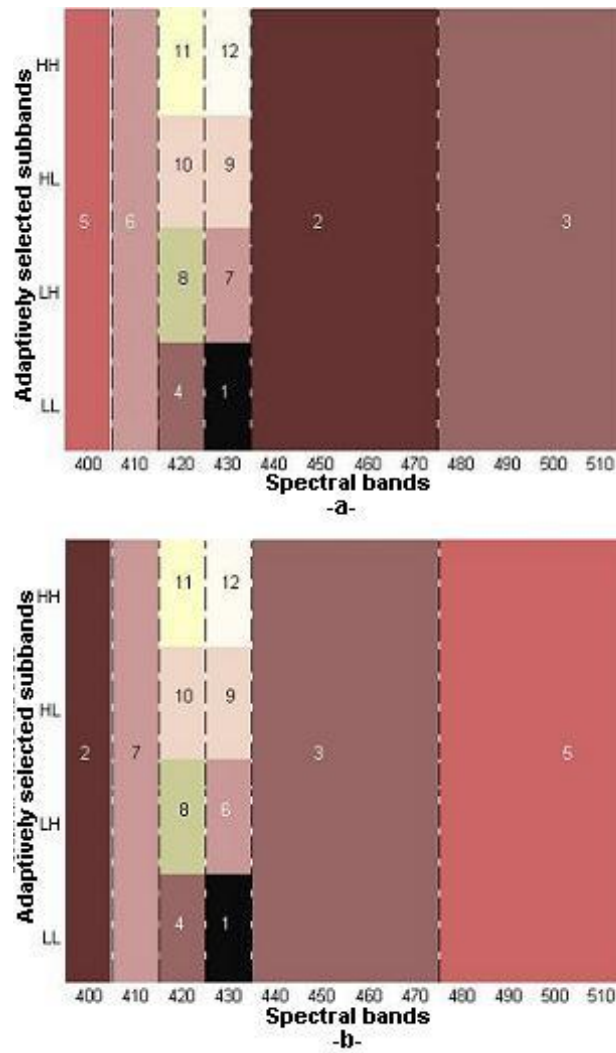 HH
11 12
HL
10 9
5 6 2 3
8 7
LH
4 1
LL
Adaptively selected subbands
400 410 420 430 440 450 460 470 480 490 500 510
Spectral bands
-a-
HH
11 12
HL
10 9
2 7 3 5
8 6
LH
4 1
LL
Adaptively selected subbands
400 410 420 430 440 450 460 470 480 490 500 510
Spectral bands
-b-